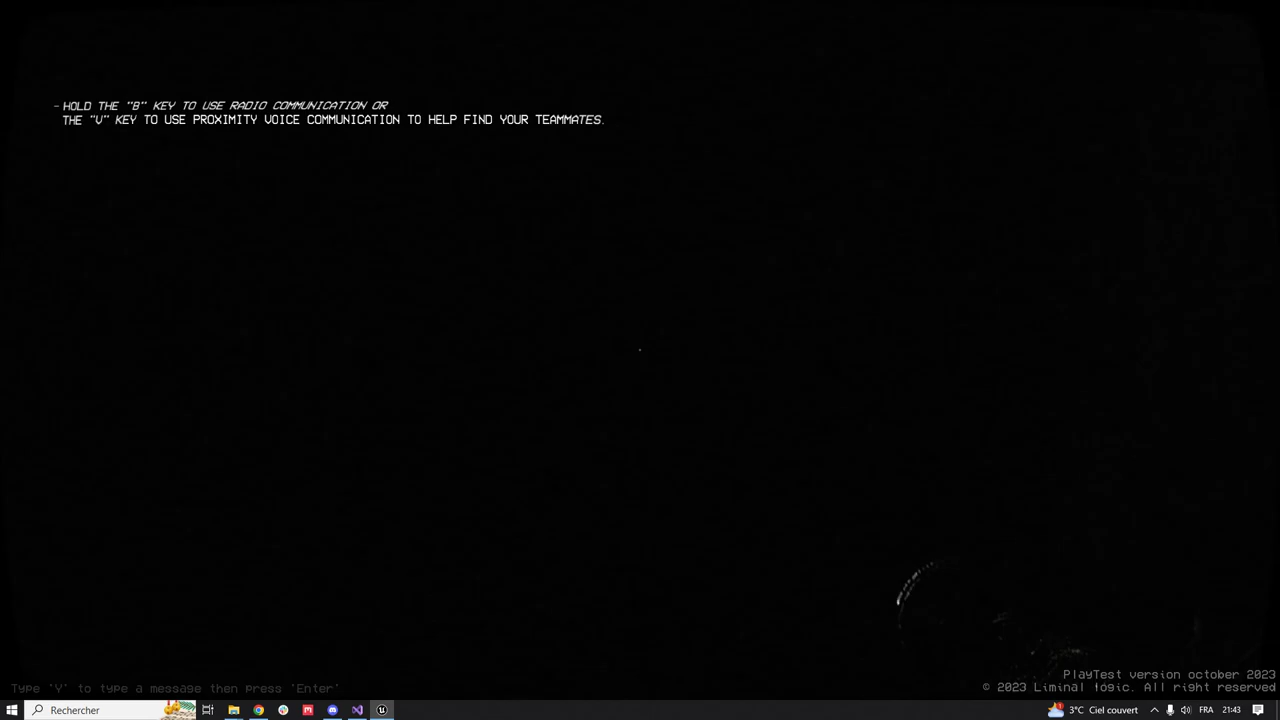 - HOLD THE "B" KEY TO USE RADIO COMMUNICATION OR
THE "V" KEY TO USE PROXIMITY VOICE COMMUNICATION TO HELP FIND YOUR TEAMMATES.
Type 'Y' to type a message then press 'Enter'
PlayTest version october 2023
© 2023 Liminal logic. All right reserved
Rechercher
3°C Ciel couvert
FRA
21:43